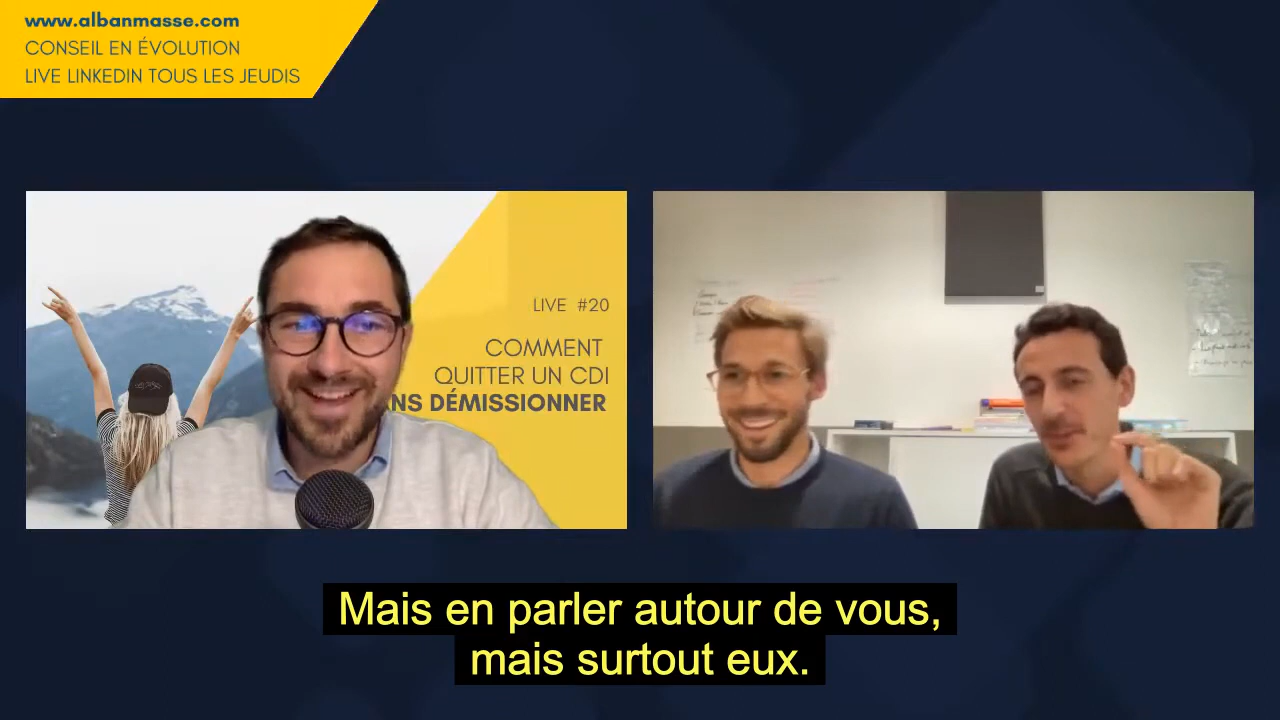 www.albanmasse.com
CONSEIL EN ÉVOLUTION
LIVE LINKEDIN TOUS LES JEUDIS
LIVE #20
COMMENT
QUITTER UN CDI
NS DÉMISSIONNER
Mais en parler autour de vous,
mais surtout eux.